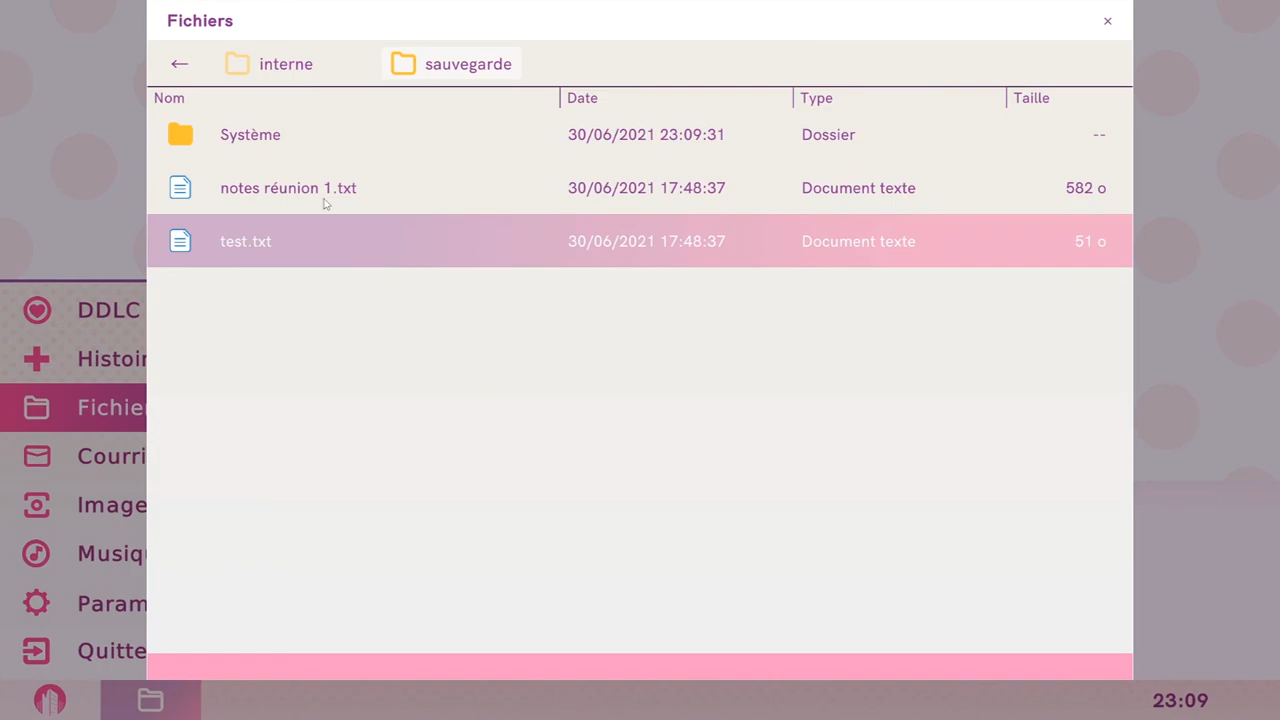 Fichiers ×
← interne sauvegarde
Nom Date Type Taille
Système 30/06/2021 23:09:31 Dossier --
notes réunion 1.txt 30/06/2021 17:48:37 Document texte 582 o
test.txt 30/06/2021 17:48:37 Document texte 51 o
DDLC
Histoir
Fichier
Courri
Image
Musiq
Param
Quitte
23:09